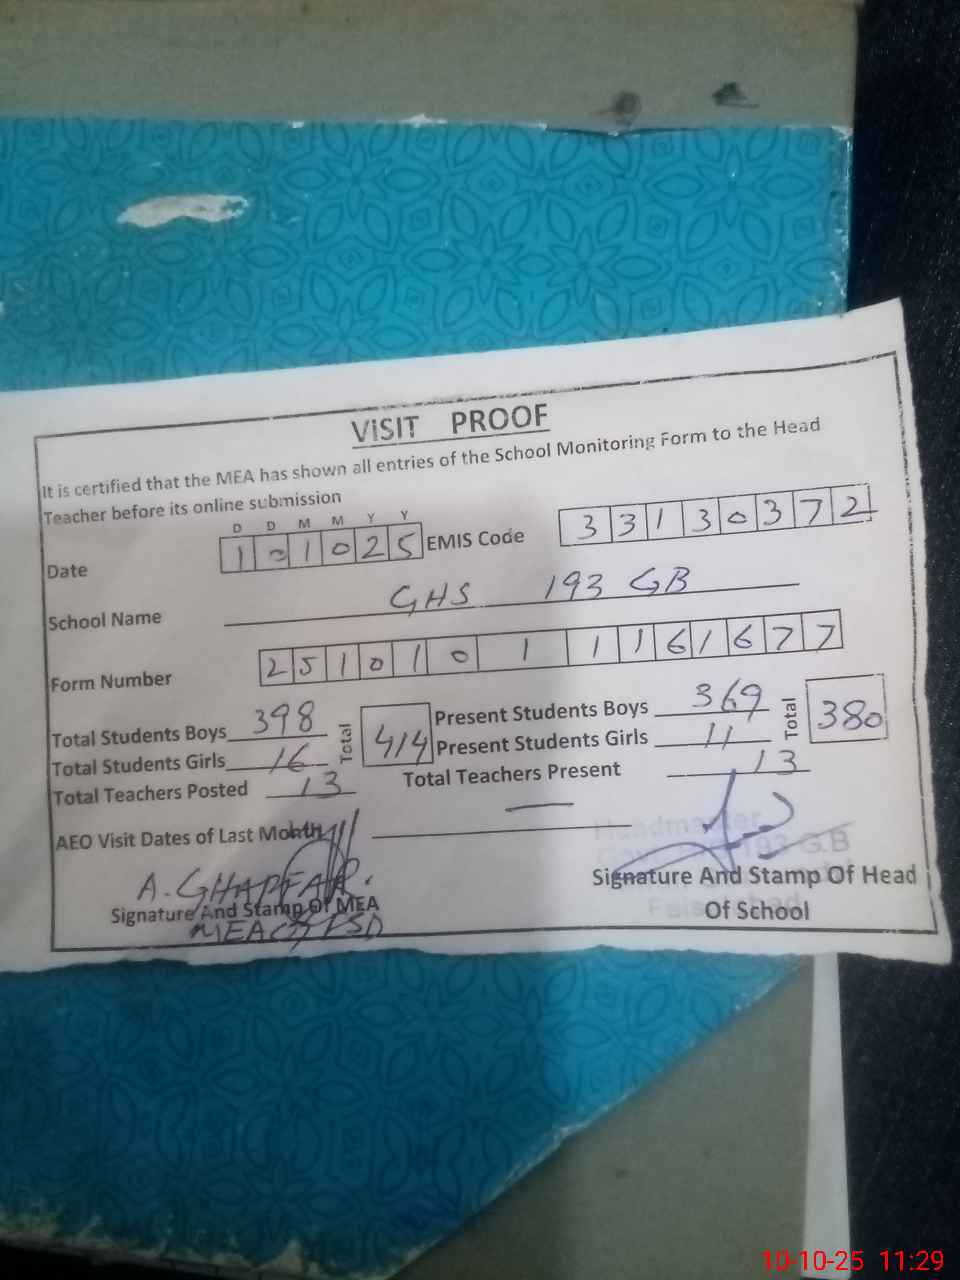 VISIT PROOF
It is certified that the MEA has shown all entries of the School Monitoring Form to the Head
Teacher before its online submission
D D M M Y Y
Date 1 0 1 0 2 5 EMIS Code 3 3 1 3 0 3 7 2
School Name GHS 193 GB
Form Number 2 5 1 0 1 0 1 1 1 6 1 6 7 7
Total Students Boys 398 Total 414 Present Students Boys 369 Total 380
Total Students Girls 16 Present Students Girls 11
Total Teachers Posted 13 Total Teachers Present 13
AEO Visit Dates of Last Month —
Headmaster
193 G.B
A. GHAFFAR.
Signature And Stamp Of MEA
Signature And Stamp Of Head
Of School
10-10-25 11:29